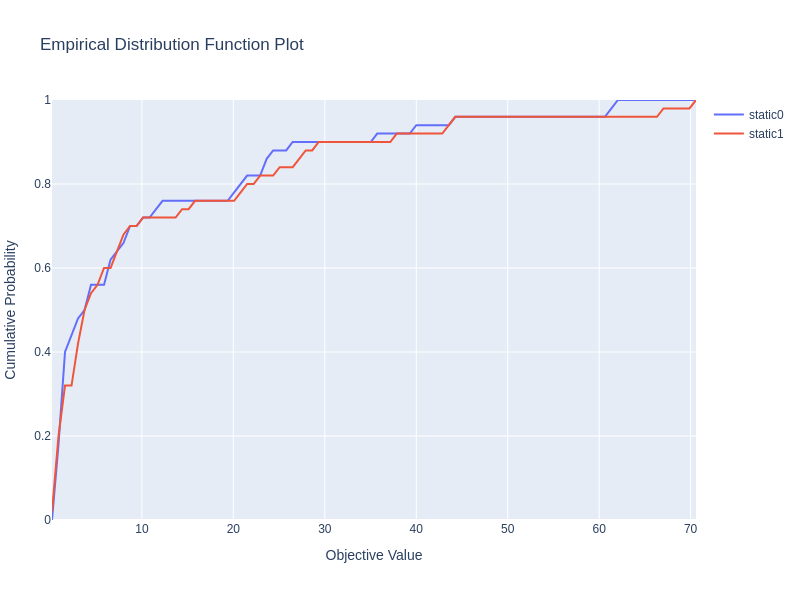 Empirical Distribution Function Plot
static0
static1
1
0.8
0.6
0.4
0.2
0
Cumulative Probability
10
20
30
40
50
60
70
Objective Value